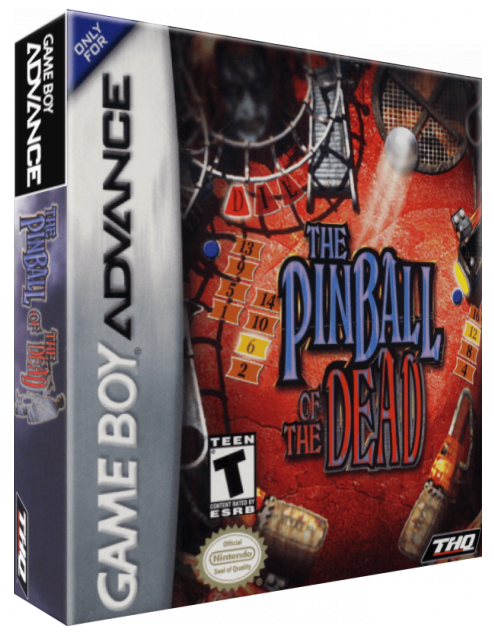 GAME BOY
ADVANCE
THE
PINBALL
OF THE
DEAD
THQ
ONLY
FOR
GAME BOY ADVANCE
DIE
13
9
5
1
14
10
6
2
16
12
8
4
THE
PINBALL
OF
THE DEAD
TEEN
T
CONTENT RATED BY
ESRB
Official
Nintendo
Seal of Quality
THQ